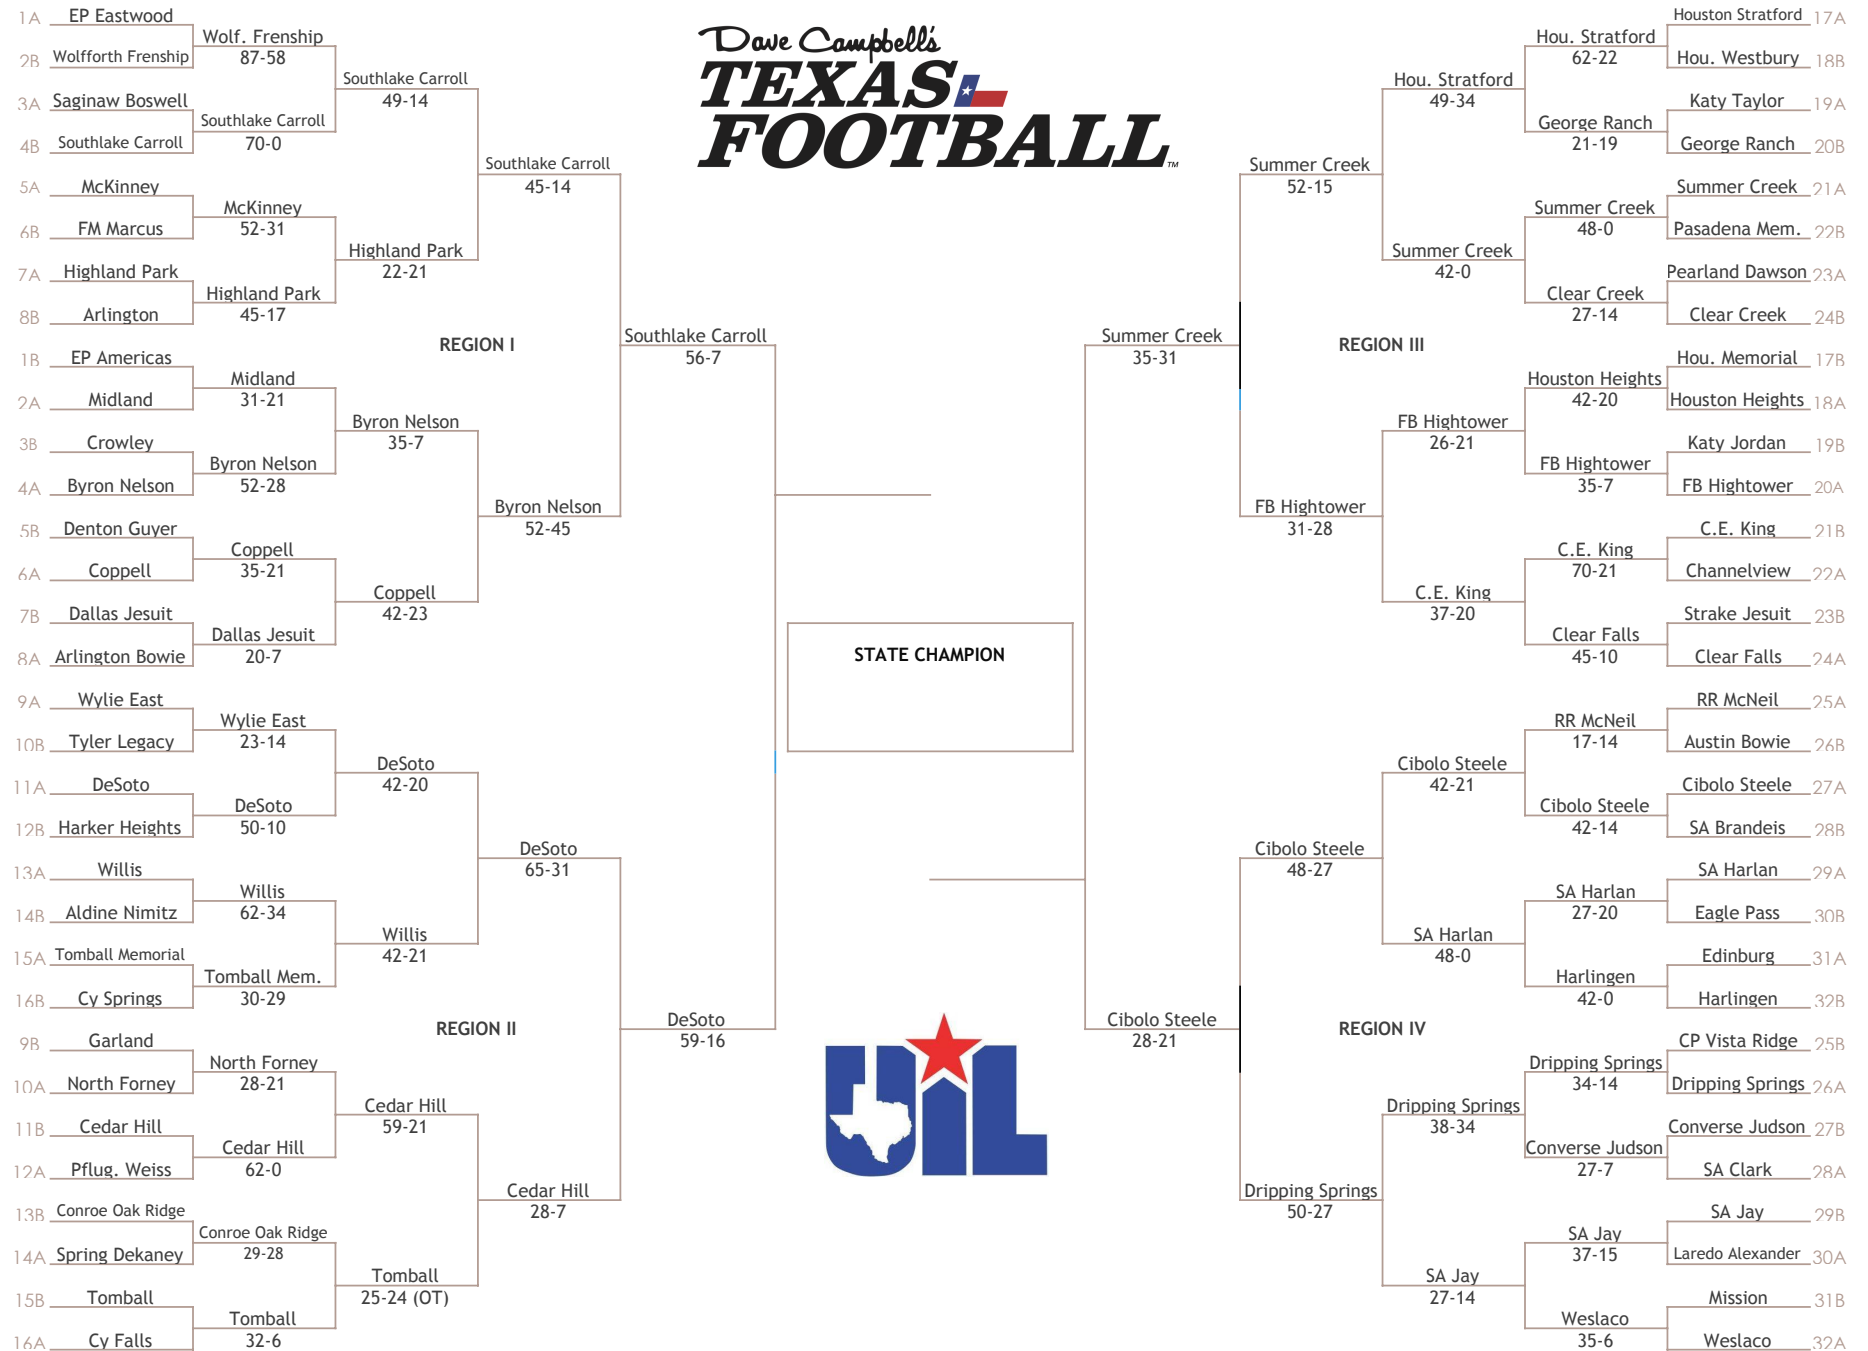 Dave Campbell's
TEXAS
FOOTBALL™
1A EP Eastwood
Wolf. Frenship
87-58
2B Wolfforth Frenship
Southlake Carroll
49-14
3A Saginaw Boswell
Southlake Carroll
70-0
4B Southlake Carroll
Southlake Carroll
45-14
5A McKinney
McKinney
52-31
6B FM Marcus
Highland Park
22-21
7A Highland Park
Highland Park
45-17
8B Arlington
REGION I
Southlake Carroll
56-7
1B EP Americas
Midland
31-21
2A Midland
Byron Nelson
35-7
3B Crowley
Byron Nelson
52-28
4A Byron Nelson
Byron Nelson
52-45
5B Denton Guyer
Coppell
35-21
6A Coppell
Coppell
42-23
7B Dallas Jesuit
Dallas Jesuit
20-7
8A Arlington Bowie
9A Wylie East
Wylie East
23-14
10B Tyler Legacy
DeSoto
42-20
11A DeSoto
DeSoto
50-10
12B Harker Heights
DeSoto
65-31
13A Willis
Willis
62-34
14B Aldine Nimitz
Willis
42-21
15A Tomball Memorial
Tomball Mem.
30-29
16B Cy Springs
REGION II
DeSoto
59-16
9B Garland
North Forney
28-21
10A North Forney
Cedar Hill
59-21
11B Cedar Hill
Cedar Hill
62-0
12A Pflug. Weiss
Cedar Hill
28-7
13B Conroe Oak Ridge
Conroe Oak Ridge
29-28
14A Spring Dekaney
Tomball
25-24 (OT)
15B Tomball
Tomball
32-6
16A Cy Falls
STATE CHAMPION
UIL
Houston Stratford 17A
Hou. Stratford
62-22
Hou. Westbury 18B
Hou. Stratford
49-34
Katy Taylor 19A
George Ranch
21-19
George Ranch 20B
Summer Creek
52-15
Summer Creek 21A
Summer Creek
48-0
Pasadena Mem. 22B
Summer Creek
42-0
Pearland Dawson 23A
Clear Creek
27-14
Clear Creek 24B
Summer Creek
35-31
REGION III
Hou. Memorial 17B
Houston Heights
42-20
Houston Heights 18A
FB Hightower
26-21
Katy Jordan 19B
FB Hightower
35-7
FB Hightower 20A
FB Hightower
31-28
C.E. King 21B
C.E. King
70-21
Channelview 22A
C.E. King
37-20
Strake Jesuit 23B
Clear Falls
45-10
Clear Falls 24A
RR McNeil 25A
RR McNeil
17-14
Austin Bowie 26B
Cibolo Steele
42-21
Cibolo Steele 27A
Cibolo Steele
42-14
SA Brandeis 28B
Cibolo Steele
48-27
SA Harlan 29A
SA Harlan
27-20
Eagle Pass 30B
SA Harlan
48-0
Edinburg 31A
Harlingen
42-0
Harlingen 32B
Cibolo Steele
28-21
REGION IV
CP Vista Ridge 25B
Dripping Springs
34-14
Dripping Springs 26A
Dripping Springs
38-34
Converse Judson 27B
Converse Judson
27-7
SA Clark 28A
Dripping Springs
50-27
SA Jay 29B
SA Jay
37-15
Laredo Alexander 30A
SA Jay
27-14
Mission 31B
Weslaco
35-6
Weslaco 32A